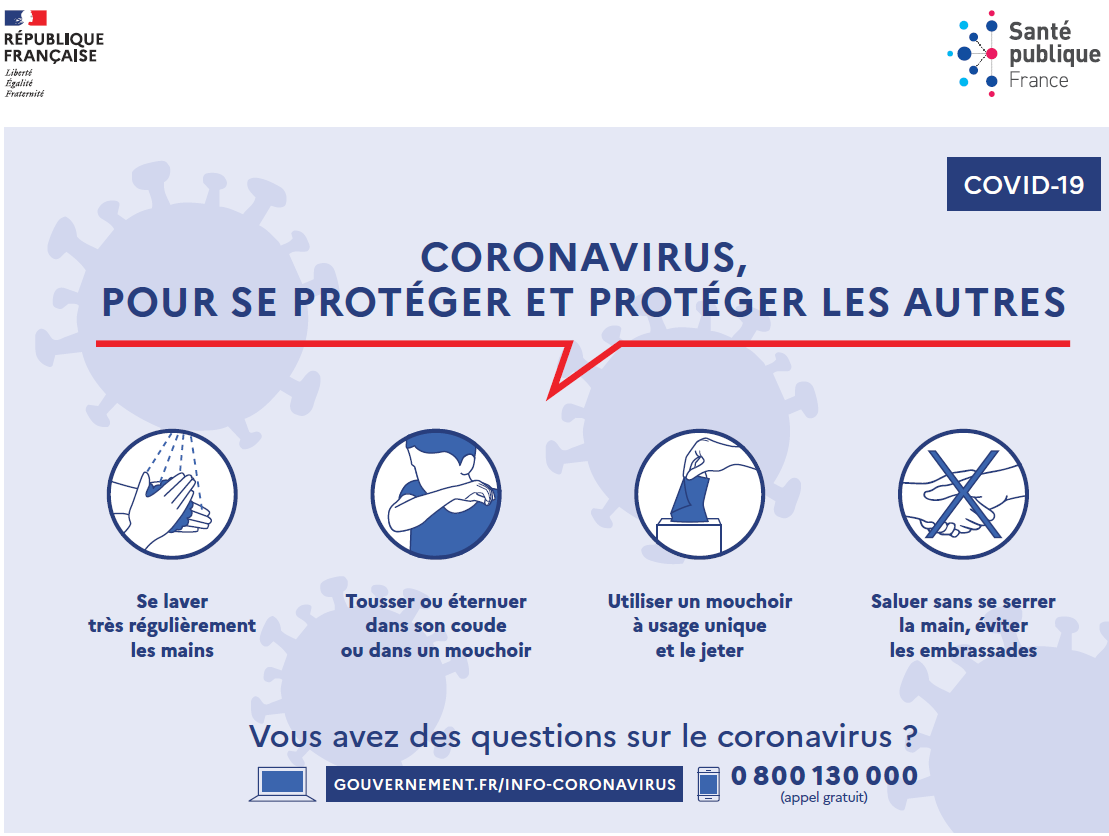 RÉPUBLIQUE
FRANÇAISE
Liberté
Égalité
Fraternité
Santé
publique
France
COVID-19
CORONAVIRUS,
POUR SE PROTÉGER ET PROTÉGER LES AUTRES
Se laver
très régulièrement
les mains
Tousser ou éternuer
dans son coude
ou dans un mouchoir
Utiliser un mouchoir
à usage unique
et le jeter
Saluer sans se serrer
la main, éviter
les embrassades
Vous avez des questions sur le coronavirus ?
GOUVERNEMENT.FR/INFO-CORONAVIRUS
0 800 130 000
(appel gratuit)